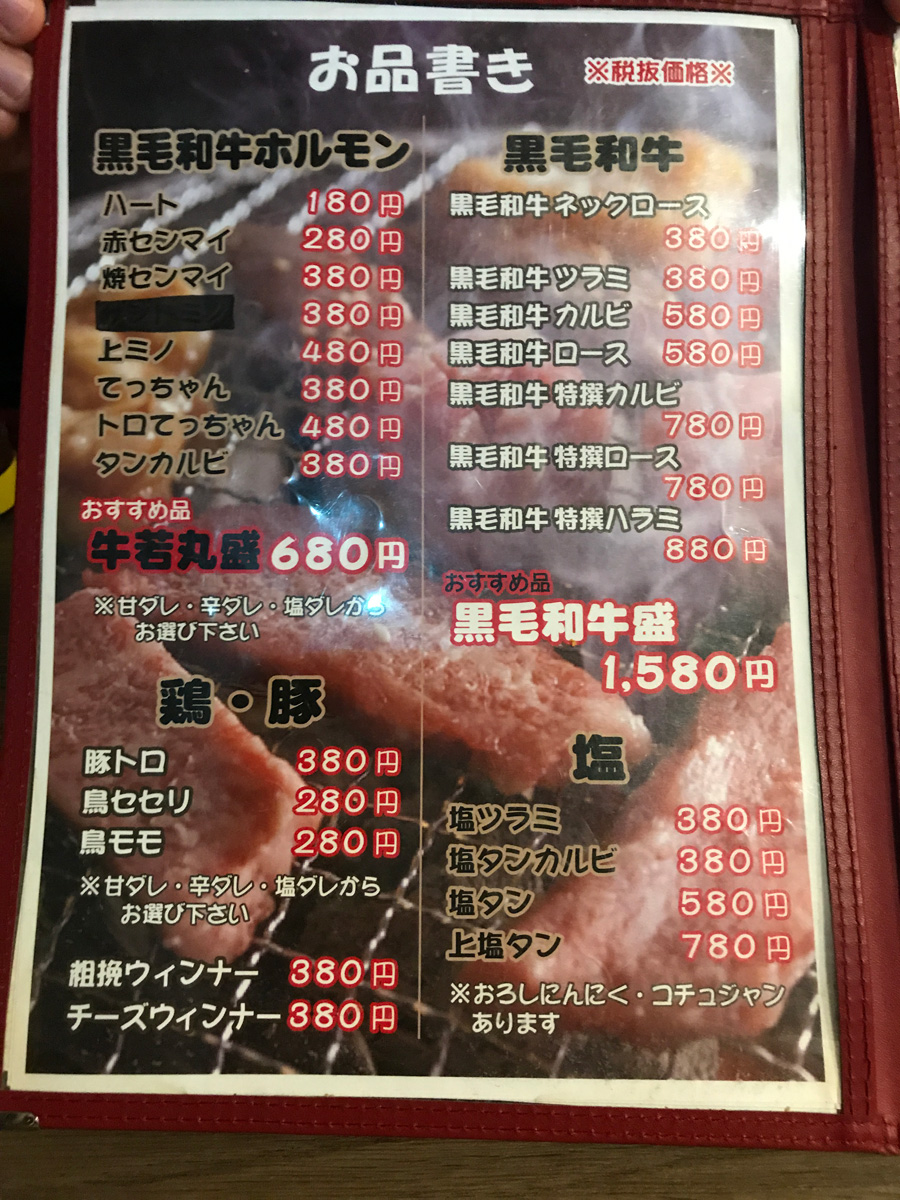 お品書き
※税抜価格※
黒毛和牛ホルモン
ハート 180円
赤センマイ 280円
焼センマイ 380円
380円
上ミノ 480円
てっちゃん 380円
トロてっちゃん 480円
タンカルビ 380円
おすすめ品
牛若丸盛 680円
※甘ダレ・辛ダレ・塩ダレから
お選び下さい
鶏・豚
豚トロ 380円
鳥セセリ 280円
鳥モモ 280円
※甘ダレ・辛ダレ・塩ダレから
お選び下さい
粗挽ウィンナー 380円
チーズウィンナー 380円
黒毛和牛
黒毛和牛 ネックロース
380円
黒毛和牛 ツラミ 380円
黒毛和牛 カルビ 580円
黒毛和牛 ロース 580円
黒毛和牛 特撰カルビ
780円
黒毛和牛 特撰ロース
780円
黒毛和牛 特撰ハラミ
880円
おすすめ品
黒毛和牛盛
1,580円
塩
塩ツラミ 380円
塩タンカルビ 380円
塩タン 580円
上塩タン 780円
※おろしにんにく・コチュジャン
あります